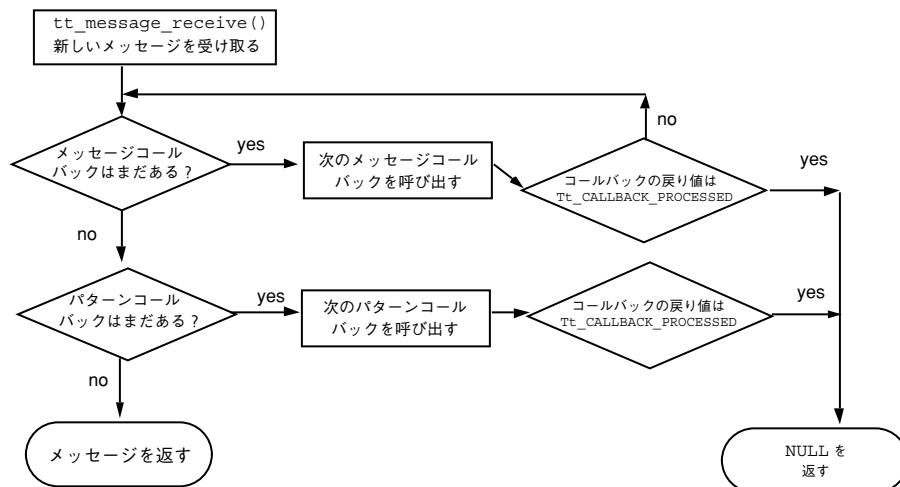 tt_message_receive()
新しいメッセージを受け取る
no
メッセージコール
バックはまだある？
yes
次のメッセージコール
バックを呼び出す
コールバックの戻り値は
Tt_CALLBACK_PROCESSED
yes
no
パターンコール
バックはまだある？
yes
次のパターンコール
バックを呼び出す
コールバックの戻り値は
Tt_CALLBACK_PROCESSED
yes
no
メッセージを返す
NULL を
返す